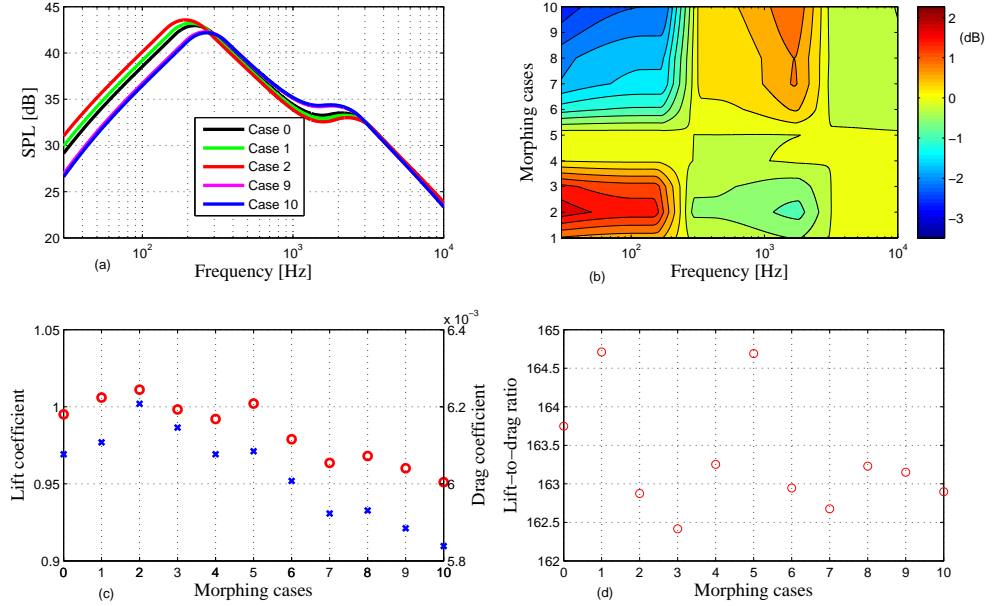 45
40
35
30
25
20
SPL [dB]
10^2
10^3
10^4
Frequency [Hz]
(a)
Case 0
Case 1
Case 2
Case 9
Case 10
10
9
8
7
6
5
4
3
2
1
Morphing cases
10^2
10^3
10^4
Frequency [Hz]
(b)
2
(dB)
1
0
−1
−2
−3
1.05
1
0.95
0.9
Lift coefficient
x 10^−3
6.4
6.2
6
5.8
Drag coefficient
0 1 2 3 4 5 6 7 8 9 10
Morphing cases
(c)
165
164.5
164
163.5
163
162.5
162
Lift−to−drag ratio
0 1 2 3 4 5 6 7 8 9 10
Morphing cases
(d)